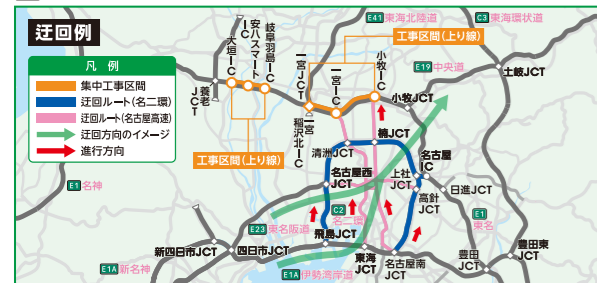 迂回例
凡 例
集中工事区間
迂回ルート(名二環)
迂回ルート(名古屋高速)
迂回方向のイメージ
進行方向
E41 東海北陸道
C3 東海環状道
工事区間(上り線)
E19 中央道
土岐JCT
岐阜羽島IC
安八スマートIC
大垣IC
養老JCT
一宮JCT
一宮IC
小牧IC
小牧JCT
一宮稲沢北IC
工事区間(上り線)
清洲JCT
楠JCT
名古屋西JCT
上社JCT
名古屋IC
高針JCT
日進JCT
E1 名神
C2 名二環
E1 東名
E23 東名阪道
飛島JCT
新四日市JCT
四日市JCT
東海JCT
名古屋南JCT
豊田JCT
豊田東JCT
E1A 新名神
E1A 伊勢湾岸道